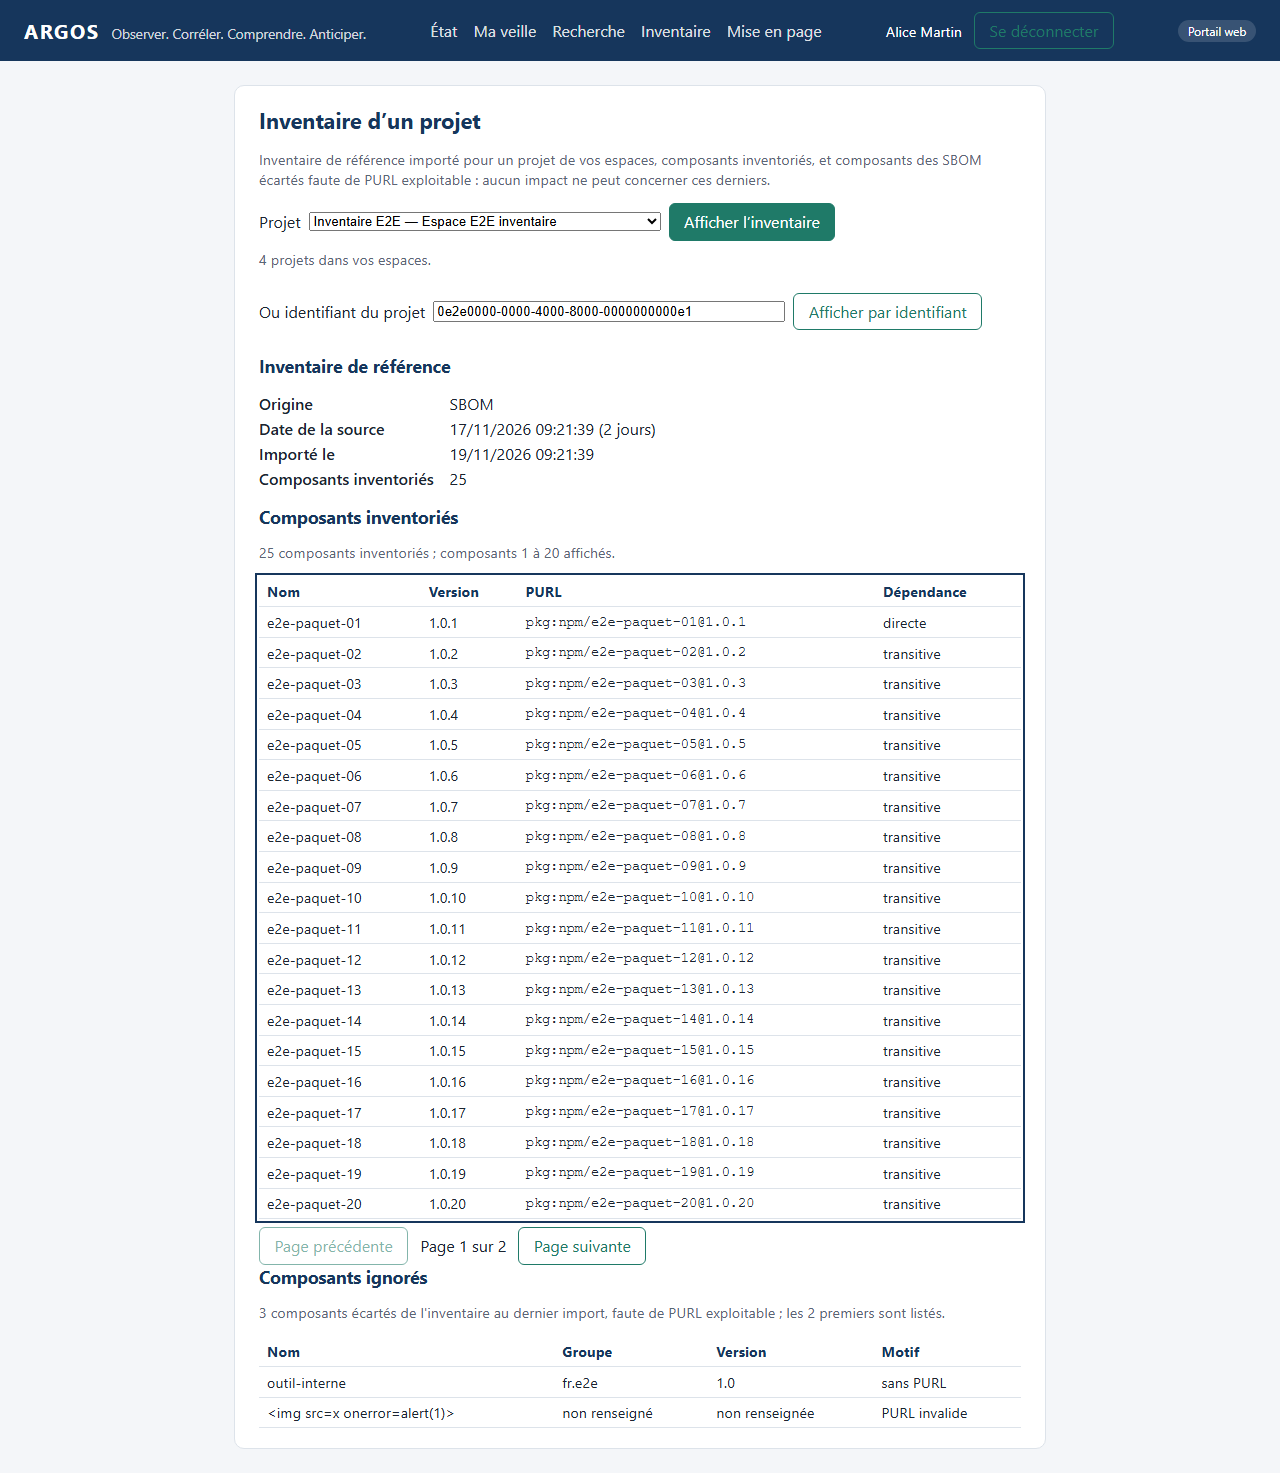 ARGOS Observer. Corréler. Comprendre. Anticiper. État Ma veille Recherche Inventaire Mise en page Alice Martin Se déconnecter Portail web
Inventaire d’un projet
Inventaire de référence importé pour un projet de vos espaces, composants inventoriés, et composants des SBOM
écartés faute de PURL exploitable : aucun impact ne peut concerner ces derniers.
Projet Inventaire E2E — Espace E2E inventaire Afficher l’inventaire
4 projets dans vos espaces.
Ou identifiant du projet 0e2e0000-0000-4000-8000-0000000000e1 Afficher par identifiant
Inventaire de référence
Origine SBOM
Date de la source 17/11/2026 09:21:39 (2 jours)
Importé le 19/11/2026 09:21:39
Composants inventoriés 25
Composants inventoriés
25 composants inventoriés ; composants 1 à 20 affichés.
Nom Version PURL Dépendance
e2e-paquet-01 1.0.1 pkg:npm/e2e-paquet-01@1.0.1 directe
e2e-paquet-02 1.0.2 pkg:npm/e2e-paquet-02@1.0.2 transitive
e2e-paquet-03 1.0.3 pkg:npm/e2e-paquet-03@1.0.3 transitive
e2e-paquet-04 1.0.4 pkg:npm/e2e-paquet-04@1.0.4 transitive
e2e-paquet-05 1.0.5 pkg:npm/e2e-paquet-05@1.0.5 transitive
e2e-paquet-06 1.0.6 pkg:npm/e2e-paquet-06@1.0.6 transitive
e2e-paquet-07 1.0.7 pkg:npm/e2e-paquet-07@1.0.7 transitive
e2e-paquet-08 1.0.8 pkg:npm/e2e-paquet-08@1.0.8 transitive
e2e-paquet-09 1.0.9 pkg:npm/e2e-paquet-09@1.0.9 transitive
e2e-paquet-10 1.0.10 pkg:npm/e2e-paquet-10@1.0.10 transitive
e2e-paquet-11 1.0.11 pkg:npm/e2e-paquet-11@1.0.11 transitive
e2e-paquet-12 1.0.12 pkg:npm/e2e-paquet-12@1.0.12 transitive
e2e-paquet-13 1.0.13 pkg:npm/e2e-paquet-13@1.0.13 transitive
e2e-paquet-14 1.0.14 pkg:npm/e2e-paquet-14@1.0.14 transitive
e2e-paquet-15 1.0.15 pkg:npm/e2e-paquet-15@1.0.15 transitive
e2e-paquet-16 1.0.16 pkg:npm/e2e-paquet-16@1.0.16 transitive
e2e-paquet-17 1.0.17 pkg:npm/e2e-paquet-17@1.0.17 transitive
e2e-paquet-18 1.0.18 pkg:npm/e2e-paquet-18@1.0.18 transitive
e2e-paquet-19 1.0.19 pkg:npm/e2e-paquet-19@1.0.19 transitive
e2e-paquet-20 1.0.20 pkg:npm/e2e-paquet-20@1.0.20 transitive
Page précédente Page 1 sur 2 Page suivante
Composants ignorés
3 composants écartés de l’inventaire au dernier import, faute de PURL exploitable ; les 2 premiers sont listés.
Nom Groupe Version Motif
outil-interne fr.e2e 1.0 sans PURL
<img src=x onerror=alert(1)> non renseigné non renseignée PURL invalide